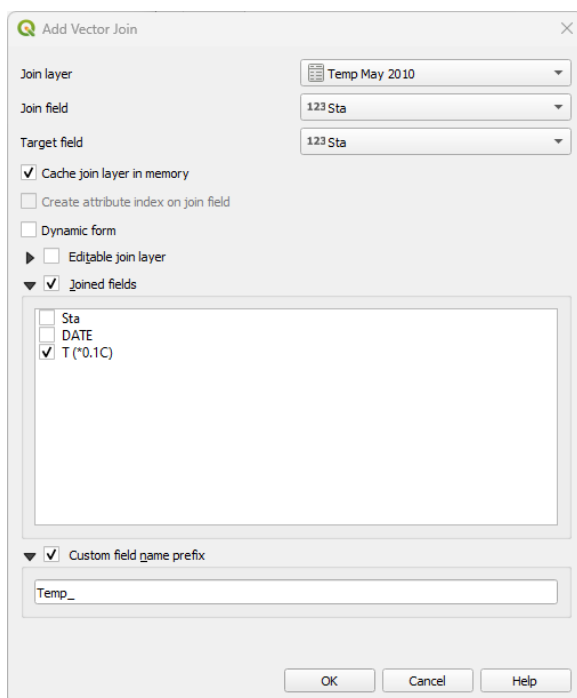 Add Vector Join
Join layer Temp May 2010
Join field 123 Sta
Target field 123 Sta
Cache join layer in memory
Create attribute index on join field
Dynamic form
Editable join layer
Joined fields
Sta
DATE
T (*0.1C)
Custom field name prefix
Temp_
OK Cancel Help